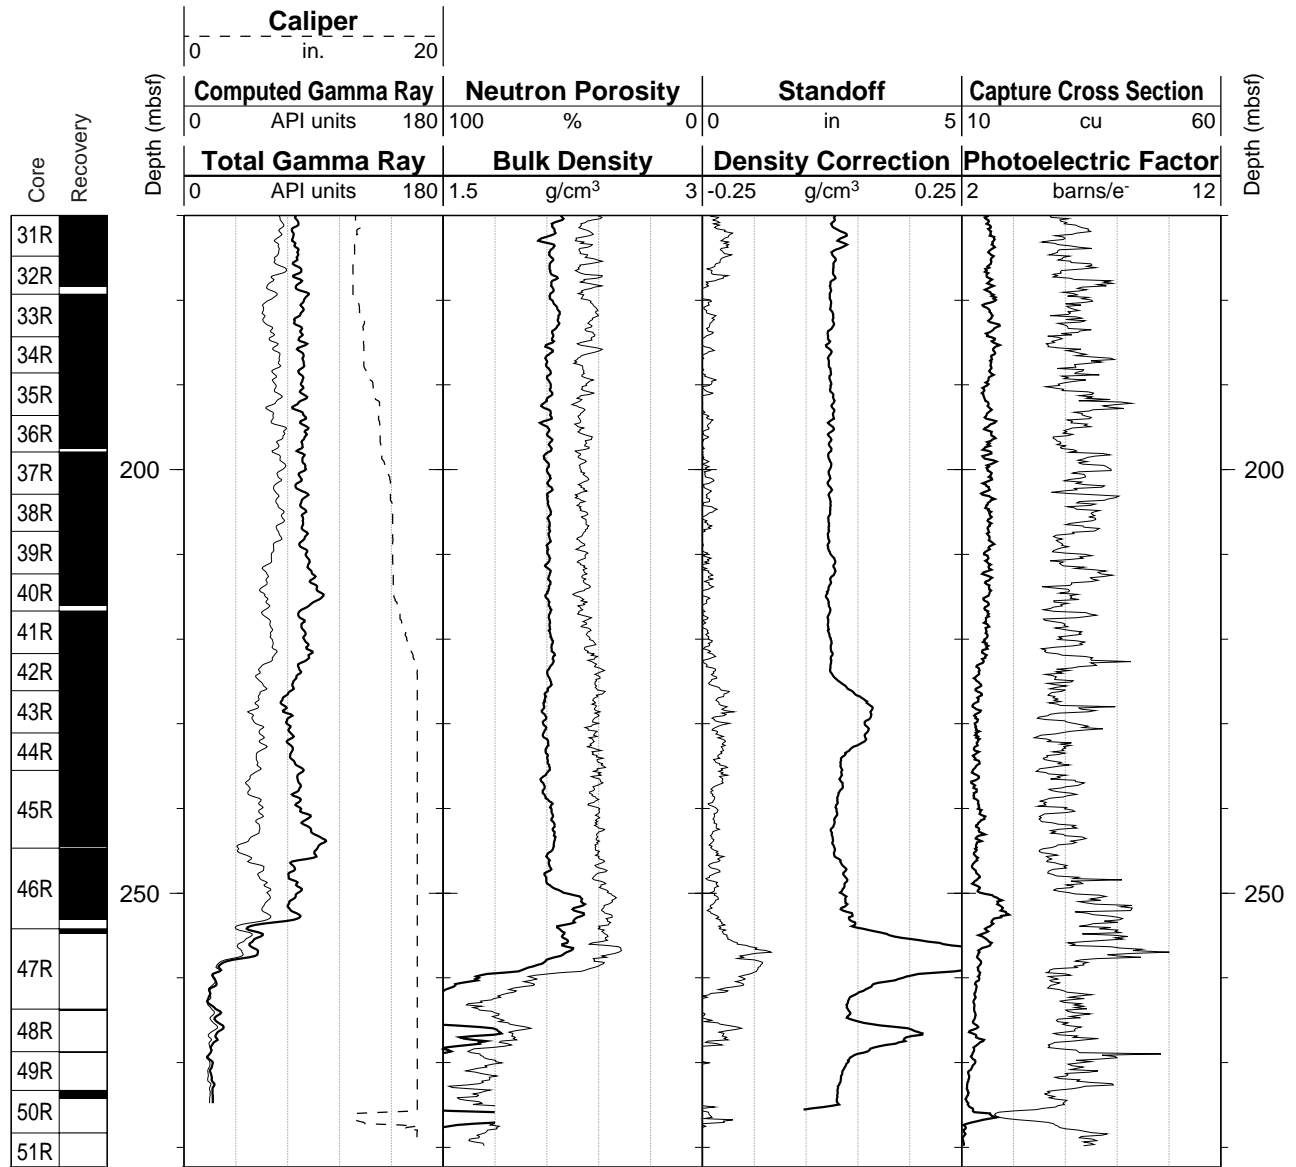 Caliper
0 in. 20
Computed Gamma Ray Neutron Porosity Standoff Capture Cross Section
0 API units 180 100 % 0 0 in 5 10 cu 60
Total Gamma Ray Bulk Density Density Correction Photoelectric Factor
0 API units 180 1.5 g/cm³ 3 -0.25 g/cm³ 0.25 2 barns/e⁻ 12
Core
Recovery
Depth (mbsf)
Depth (mbsf)
31R
32R
33R
34R
35R
36R
37R
200 200
38R
39R
40R
41R
42R
43R
44R
45R
46R
250 250
47R
48R
49R
50R
51R